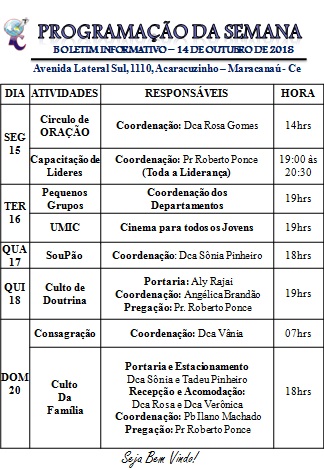 PROGRAMAÇÃO DA SEMANA
BOLETIM INFORMATIVO – 14 DE OUTUBRO DE 2018
Avenida Lateral Sul, 1110, Acaracuzinho – Maracanaú - Ce
DIA ATIVIDADES RESPONSÁVEIS HORA
SEG
15
Circulo de
ORAÇÃO
Coordenação: Dca Rosa Gomes
14hrs
Capacitação de
Lideres
Coordenação: Pr Roberto Ponce
(Toda a Liderança)
19:00 às
20:30
TER
16
Pequenos
Grupos
Coordenação dos
Departamentos
19hrs
UMIC
Cinema para todos os Jovens
19hrs
QUA
17
SouPão
Coordenação: Dca Sônia Pinheiro
18hrs
QUI
18
Culto de
Doutrina
Portaria: Aly Rajai
Coordenação: Angélica Brandão
Pregação: Pr. Roberto Ponce
19hrs
DOM
20
Consagração
Coordenação: Dca Vânia
07hrs
Culto
Da
Família
Portaria e Estacionamento
Dca Sônia e Tadeu Pinheiro
Recepção e Acomodação:
Dca Rosa e Dca Verônica
Coordenação: Pb Ilano Machado
Pregação: Pr Roberto Ponce
18hrs
Seja Bem Vindo!